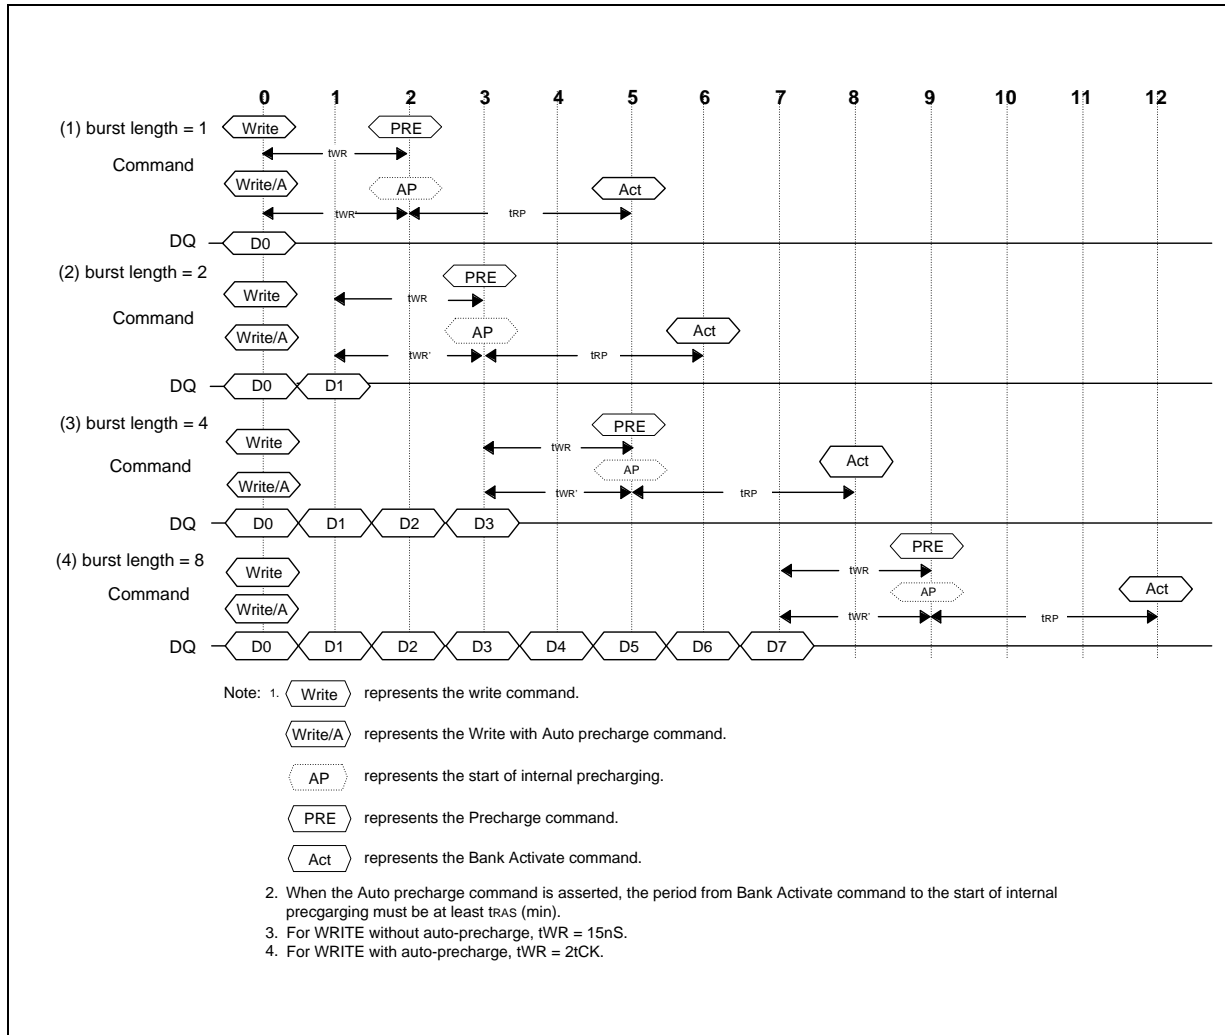 0 1 2 3 4 5 6 7 8 9 10 11 12
(1) burst length = 1 Write PRE
tWR
Command
Write/A AP Act
tWR' tRP
DQ D0
(2) burst length = 2 PRE
Write tWR
Command
Write/A AP Act
tWR' tRP
DQ D0 D1
(3) burst length = 4 PRE
Write tWR
Command AP Act
Write/A tWR' tRP
DQ D0 D1 D2 D3
(4) burst length = 8 PRE
Write tWR
Command AP Act
Write/A tWR' tRP
DQ D0 D1 D2 D3 D4 D5 D6 D7
Note: 1. Write represents the write command.
Write/A represents the Write with Auto precharge command.
AP represents the start of internal precharging.
PRE represents the Precharge command.
Act represents the Bank Activate command.
2. When the Auto precharge command is asserted, the period from Bank Activate command to the start of internal
precgarging must be at least tRAS (min).
3. For WRITE without auto-precharge, tWR = 15nS.
4. For WRITE with auto-precharge, tWR = 2tCK.